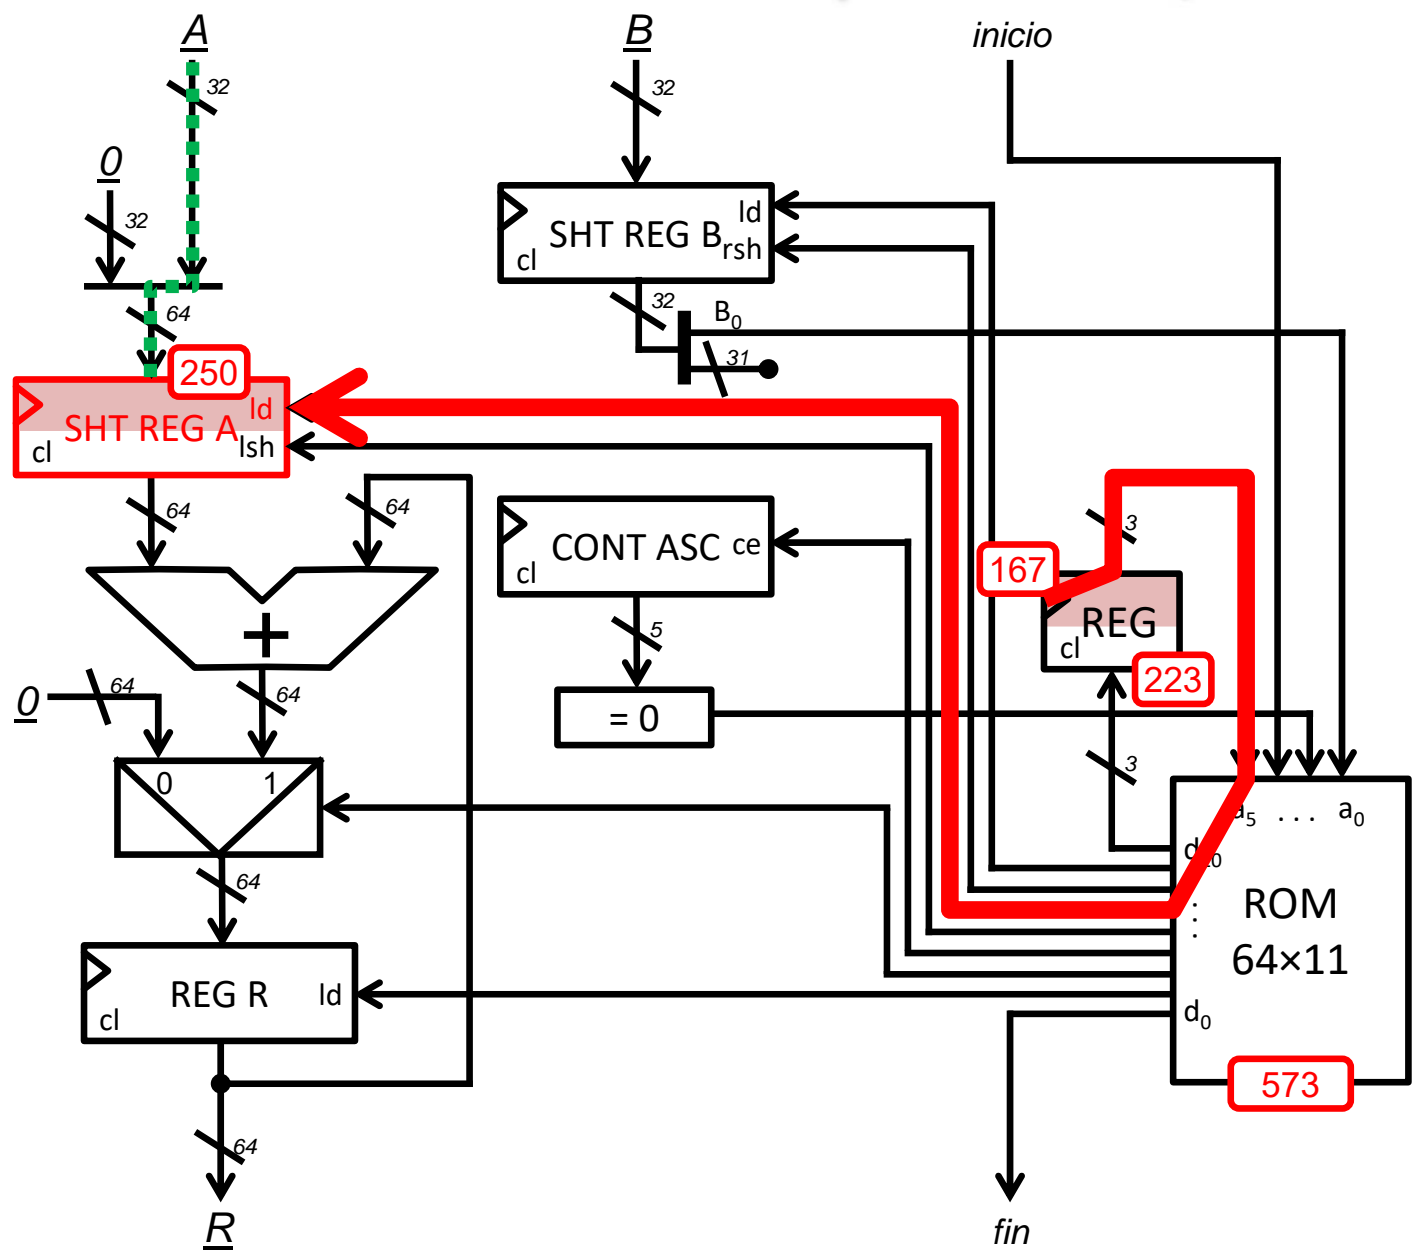 A
B
inicio
32
32
0
32
ld
SHT REG B
rsh
cl
32
B0
64
31
250
ld
SHT REG A
lsh
cl
64
64
3
CONT ASC
ce
cl
167
REG
cl
+
5
223
64
64
0
= 0
3
0
1
a5 . . . a0
d10
64
ROM
64×11
. . .
REG R
ld
cl
d0
573
64
R
fin